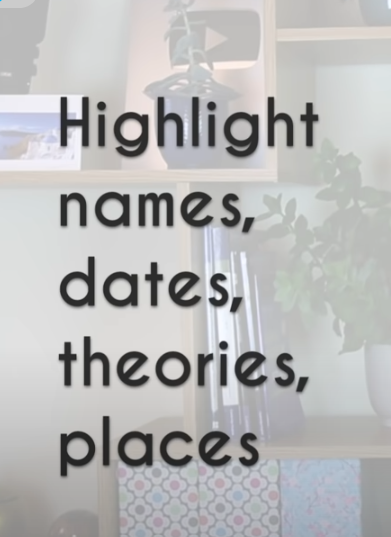 Highlight
names,
dates,
theories,
places